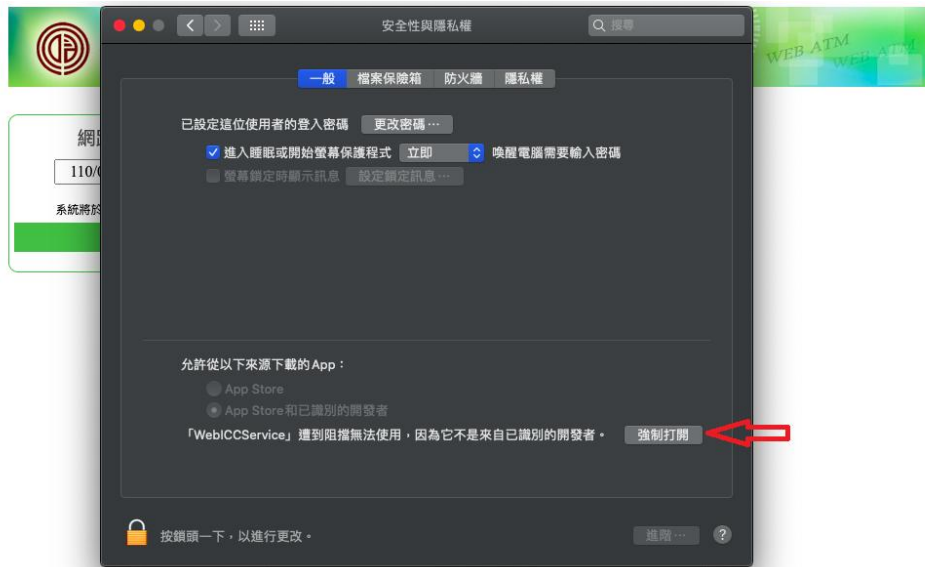 安全性與隱私權
搜尋
WEB ATM
WEB ATM
一般 檔案保險箱 防火牆 隱私權
已設定這位使用者的登入密碼 更改密碼…
進入睡眠或開始螢幕保護程式 立即 喚醒電腦需要輸入密碼
螢幕鎖定時顯示訊息 設定鎖定訊息…
110/
系統將於
允許從以下來源下載的App：
App Store
App Store和已識別的開發者
「WebICCService」遭到阻擋無法使用，因為它不是來自已識別的開發者。 強制打開
按鎖頭一下，以進行更改。
進階… ?